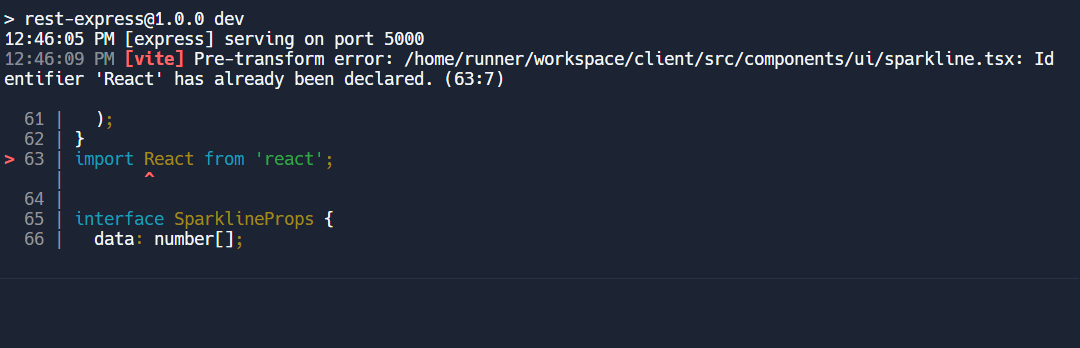 > rest-express@1.0.0 dev
12:46:05 PM [express] serving on port 5000
12:46:09 PM [vite] Pre-transform error: /home/runner/workspace/client/src/components/ui/sparkline.tsx: Id
entifier 'React' has already been declared. (63:7)
  61 |   );
  62 | }
> 63 | import React from 'react';
     |        ^
  64 |
  65 | interface SparklineProps {
  66 |   data: number[];